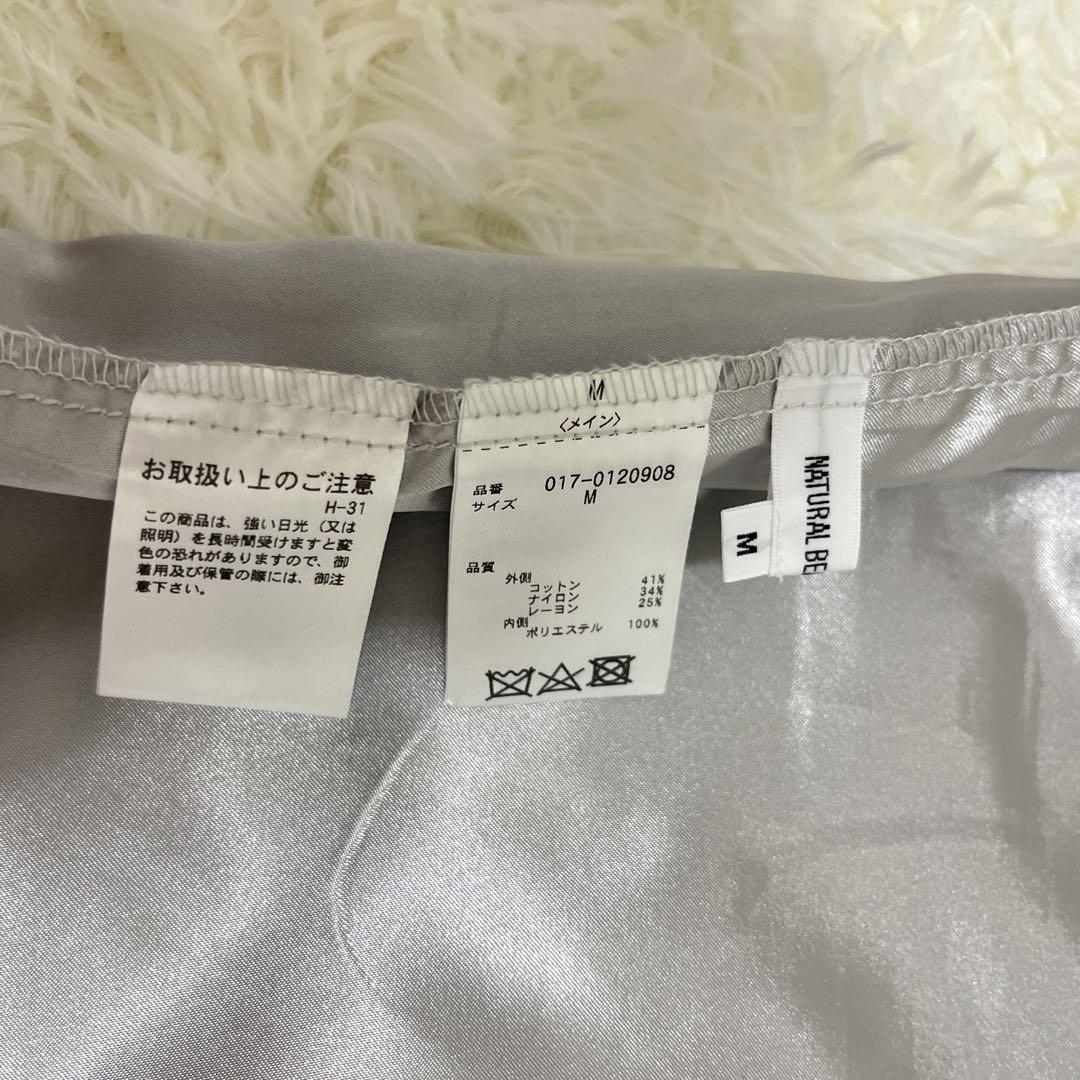 お取扱い上のご注意
H-31
この商品は、強い日光（又は
照明）を長時間受けますと変
色の恐れがありますので、御
着用及び保管の際には、御注
意下さい。
M
〈メイン〉
品番 017-0120908
サイズ M
品質
外側
コットン 41%
ナイロン 34%
レーヨン 25%
内側
ポリエステル 100%
NATURAL BE
M